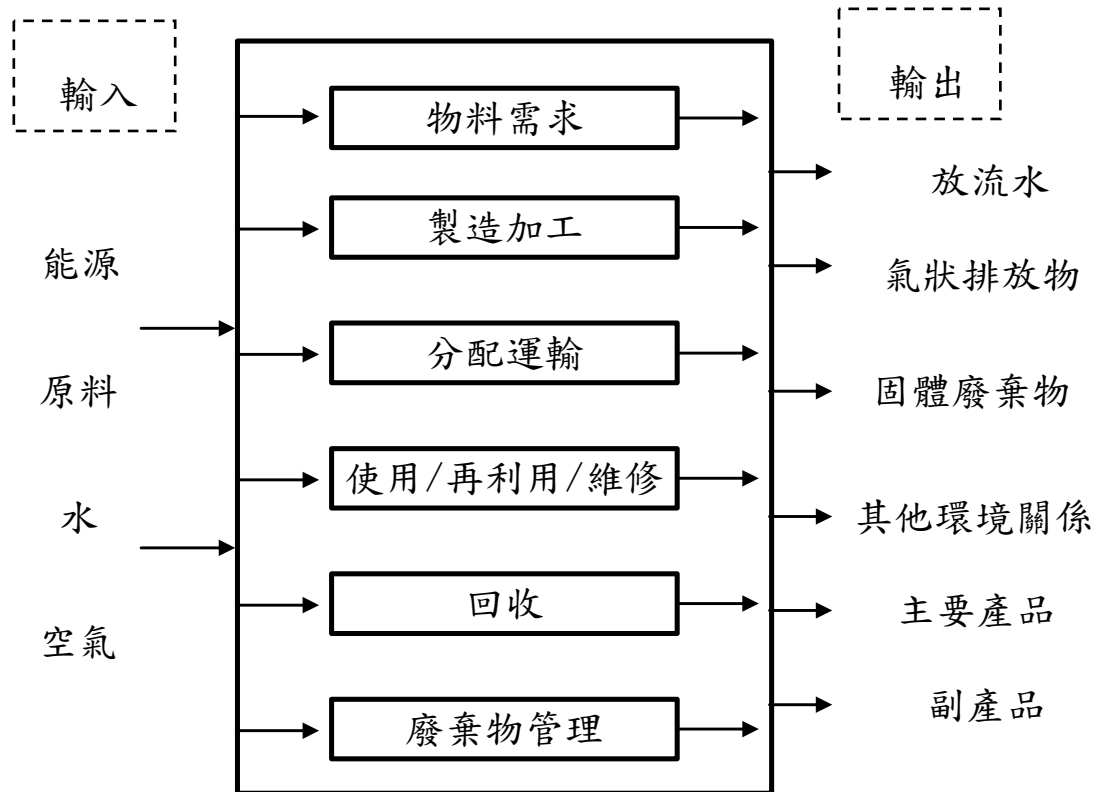 輸入
能源
原料
水
空氣
物料需求
製造加工
分配運輸
使用/再利用/維修
回收
廢棄物管理
輸出
放流水
氣狀排放物
固體廢棄物
其他環境關係
主要產品
副產品